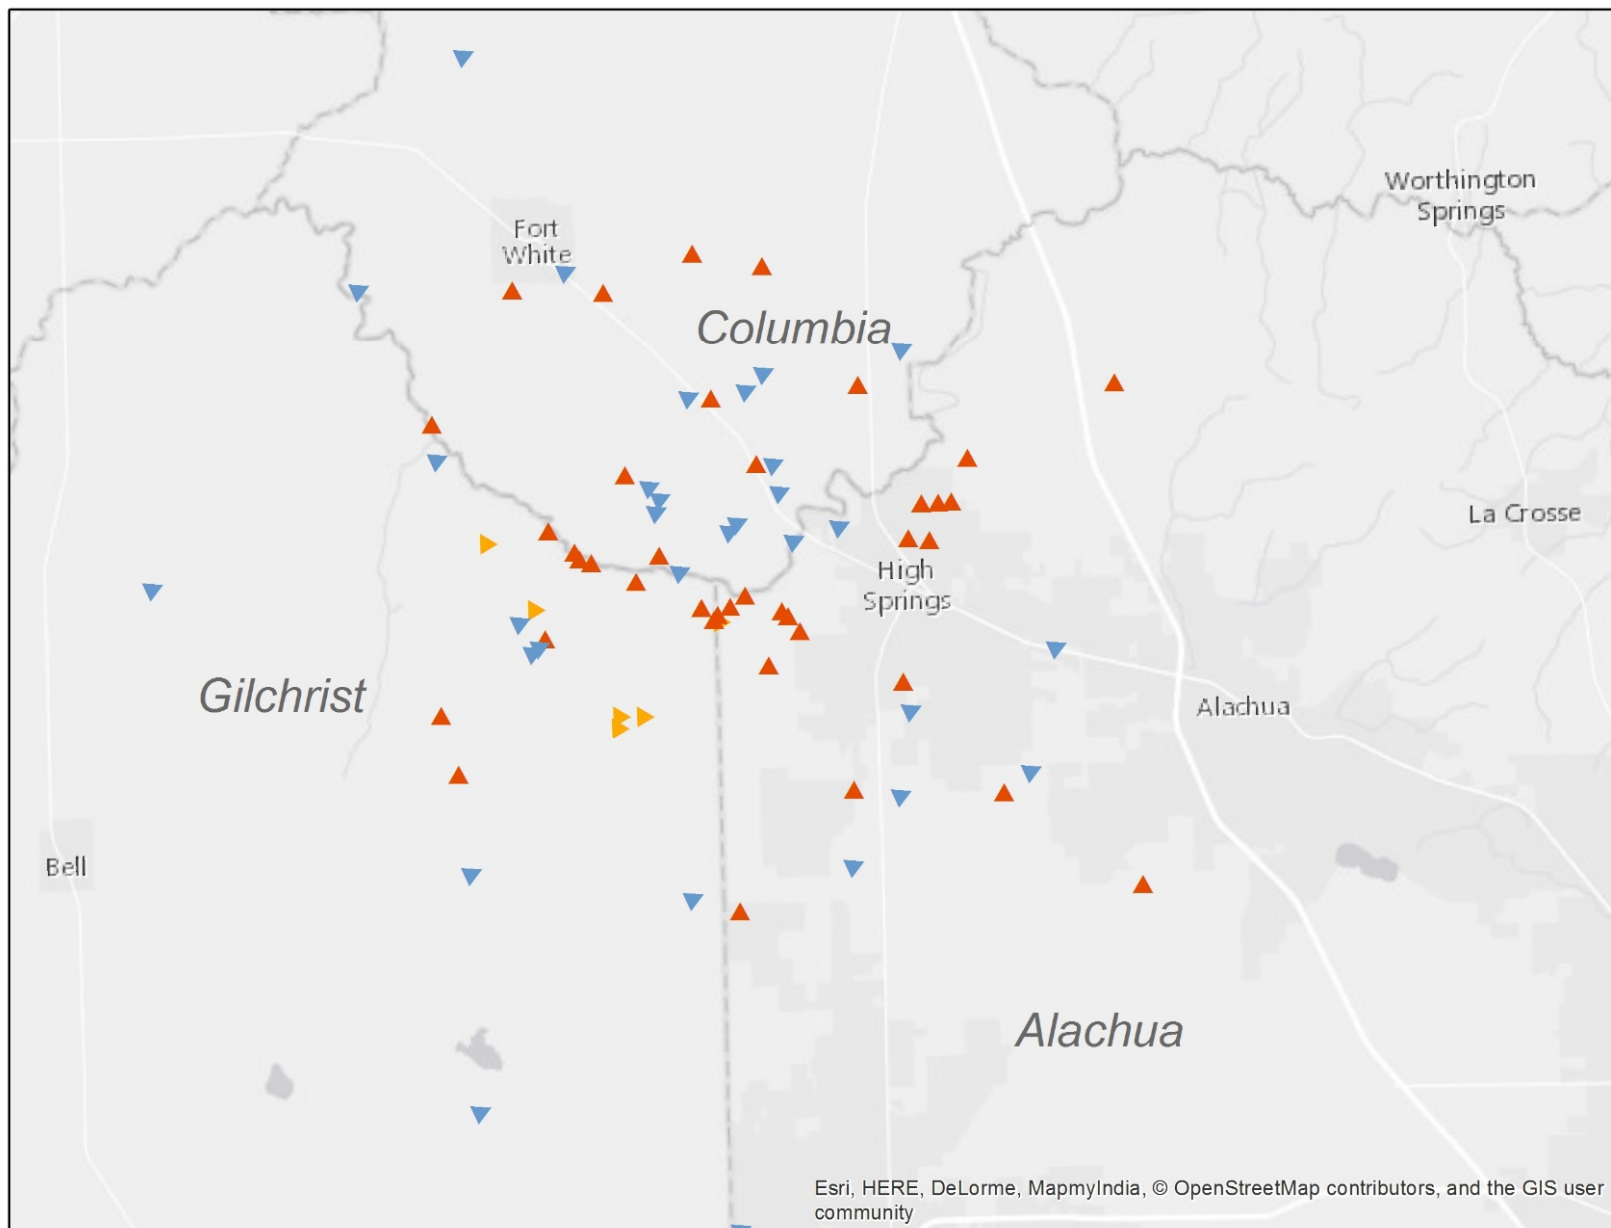 Worthington
Springs
Fort
White
Columbia
La Crosse
High
Springs
Gilchrist
Alachua
Bell
Alachua
Esri, HERE, DeLorme, MapmyIndia, © OpenStreetMap contributors, and the GIS user
community